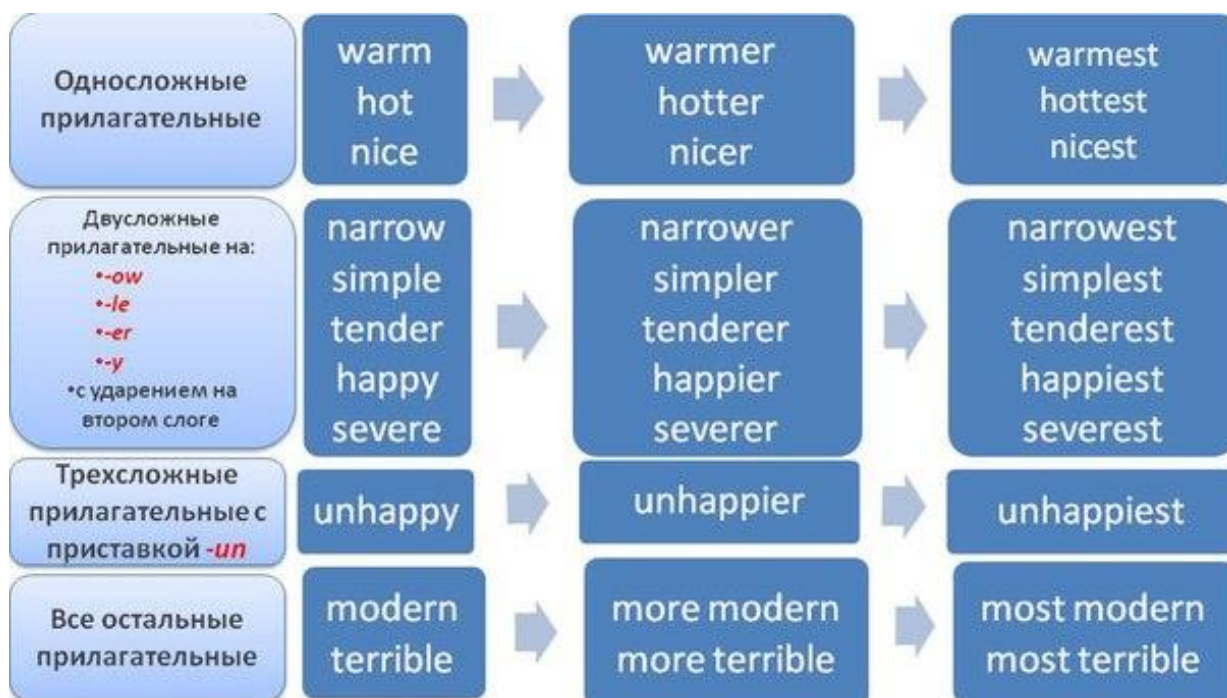 Односложные
прилагательные
warm
hot
nice
warmer
hotter
nicer
warmest
hottest
nicest
Двусложные
прилагательные на:
•-ow
•-le
•-er
•-y
•с ударением на
втором слоге
narrow
simple
tender
happy
severe
narrower
simpler
tenderer
happier
severer
narrowest
simplest
tenderest
happiest
severest
Трехсложные
прилагательные с
приставкой -un
unhappy
unhappier
unhappiest
Все остальные
прилагательные
modern
terrible
more modern
more terrible
most modern
most terrible